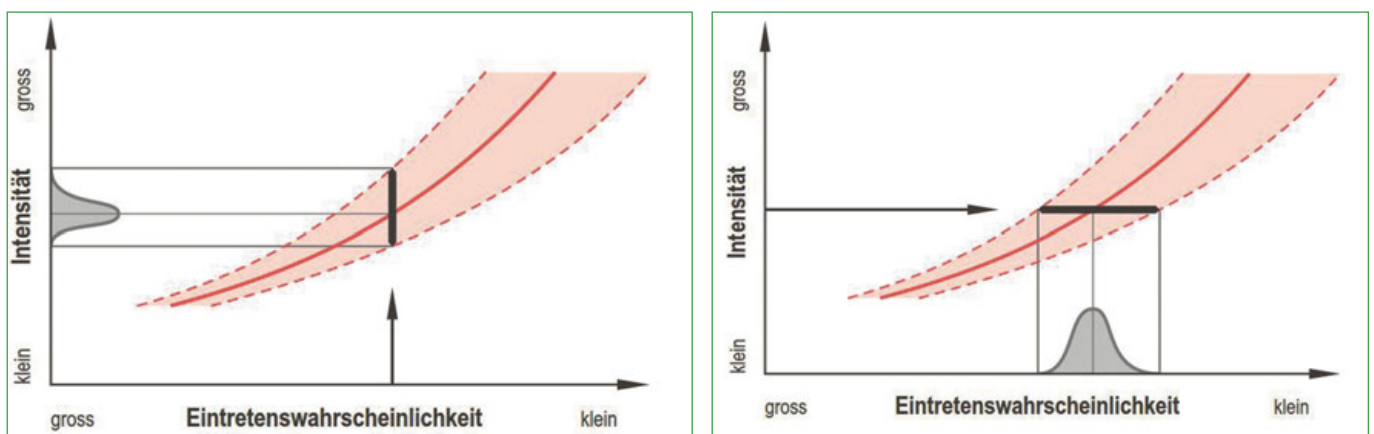 gross
Intensität
klein
gross
Eintretenswahrscheinlichkeit
klein
gross
Intensität
klein
gross
Eintretenswahrscheinlichkeit
klein